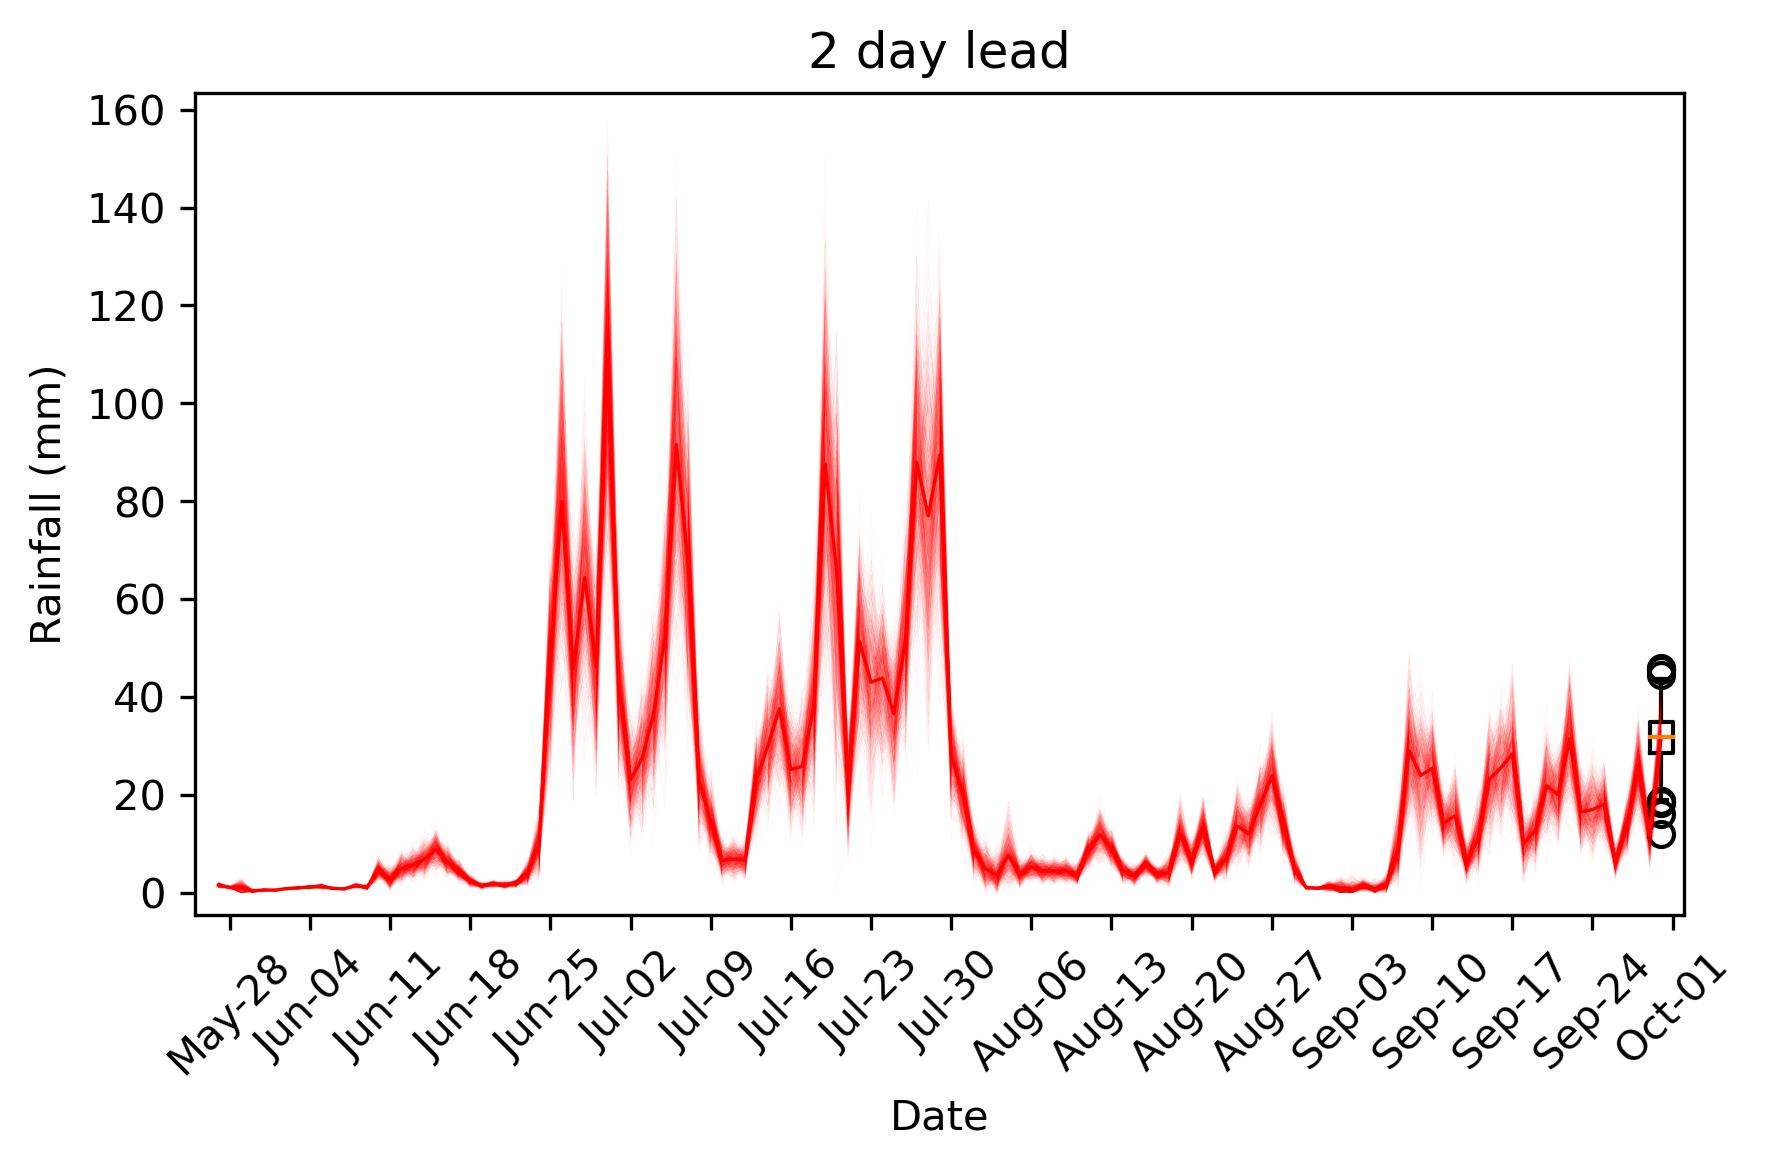 2 day lead
160
140
120
100
80
60
40
20
0
Rainfall (mm)
May-28
Jun-04
Jun-11
Jun-18
Jun-25
Jul-02
Jul-09
Jul-16
Jul-23
Jul-30
Aug-06
Aug-13
Aug-20
Aug-27
Sep-03
Sep-10
Sep-17
Sep-24
Oct-01
Date